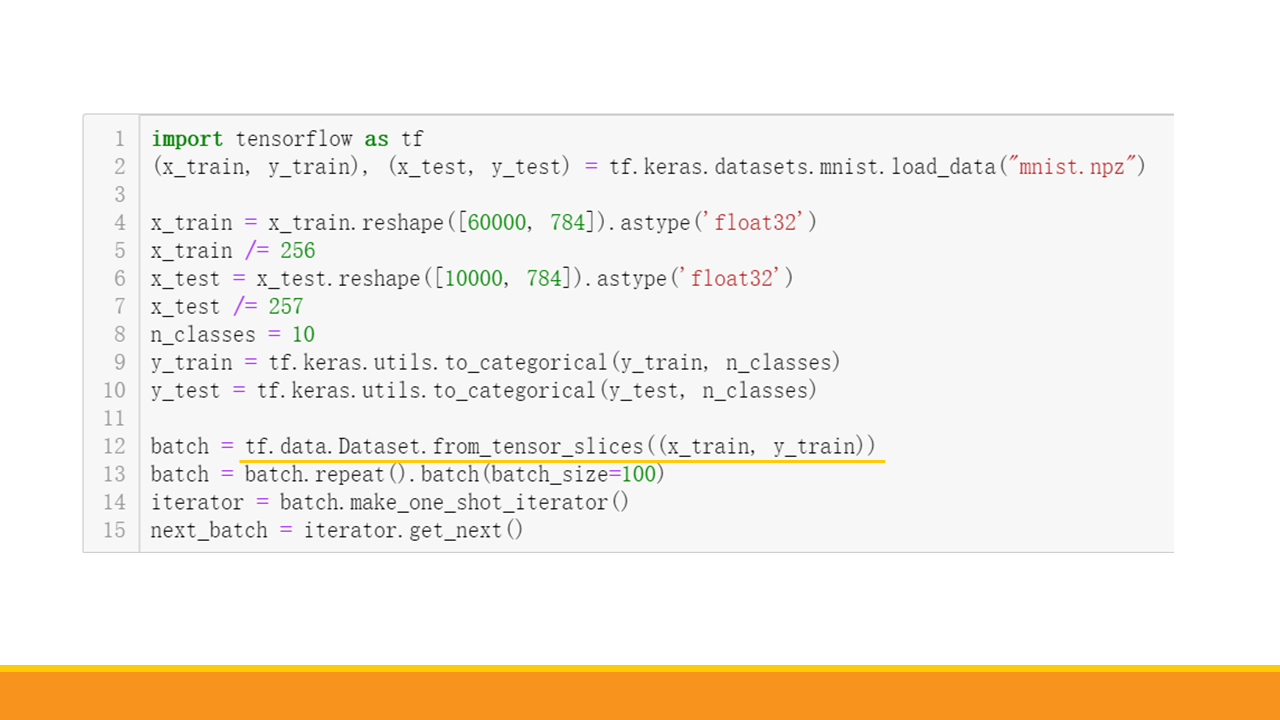 1 import tensorflow as tf
2 (x_train, y_train), (x_test, y_test) = tf.keras.datasets.mnist.load_data("mnist.npz")
3
4 x_train = x_train.reshape([60000, 784]).astype('float32')
5 x_train /= 256
6 x_test = x_test.reshape([10000, 784]).astype('float32')
7 x_test /= 257
8 n_classes = 10
9 y_train = tf.keras.utils.to_categorical(y_train, n_classes)
10 y_test = tf.keras.utils.to_categorical(y_test, n_classes)
11
12 batch = tf.data.Dataset.from_tensor_slices((x_train, y_train))
13 batch = batch.repeat().batch(batch_size=100)
14 iterator = batch.make_one_shot_iterator()
15 next_batch = iterator.get_next()